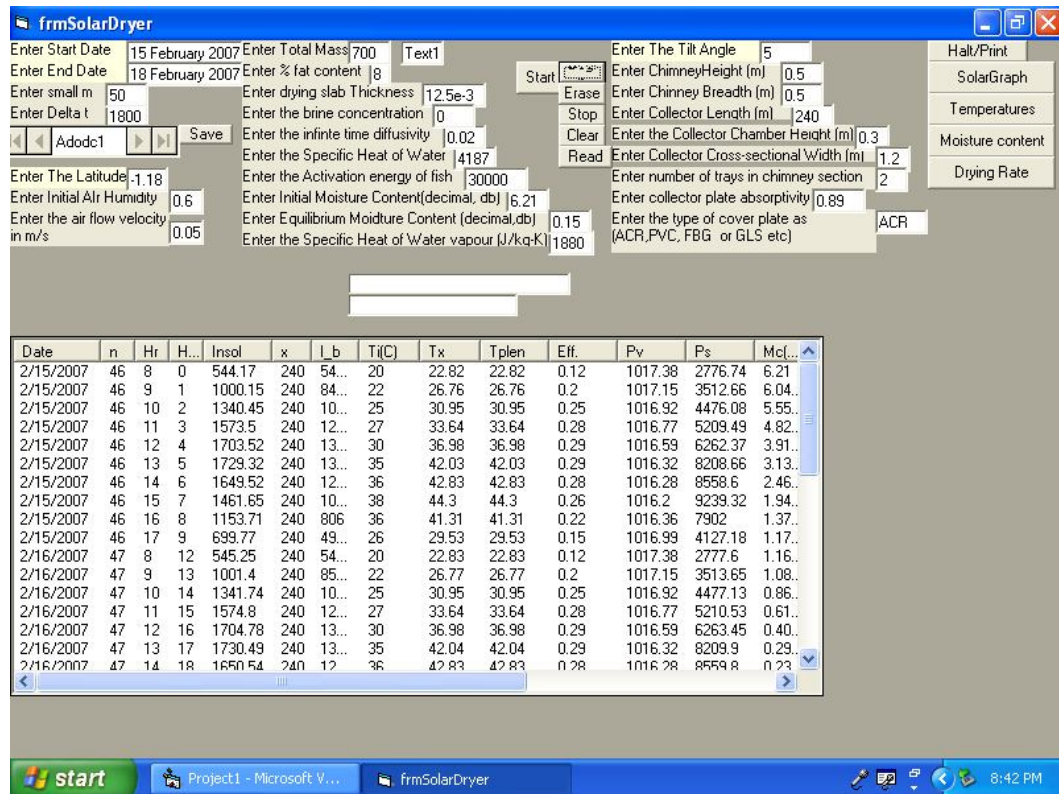 frmSolarDryer
Enter Start Date 15 February 2007 Enter Total Mass 700 Text1 Enter The Tilt Angle 5 Halt/Print
Enter End Date 18 February 2007 Enter % fat content 8 Start Enter ChimneyHeight (m) 0.5 SolarGraph
Enter small m 50 Enter drying slab Thickness 12.5e-3 Erase Enter Chinney Breadth (m) 0.5
Enter Delta t 1800 Enter the brine concentration 0 Stop Enter Collector Length (m) 240 Temperatures
Adodc1 Save Enter the infinte time diffusivity 0.02 Clear Enter the Collector Chamber Height (m) 0.3 Moisture content
Enter the Specific Heat of Water 4187 Read Enter Collector Cross-sectional Width (m) 1.2
Enter The Latitude -1.18 Enter the Activation energy of fish 30000 Enter number of trays in chimney section 2 Drying Rate
Enter Initial AIr Humidity 0.6 Enter Initial Moisture Content(decimal, db) 6.21 Enter collector plate absorptivity 0.89
Enter the air flow velocity in m/s 0.05 Enter Equilibrium Moidture Content (decimal,db) 0.15 Enter the type of cover plate as ACR
Enter the Specific Heat of Water vapour (J/kg-K) 1880 (ACR,PVC, FBG or GLS etc)
Date n Hr H... Insol x I_b Ti(C) Tx Tplen Eff. Pv Ps Mc(...
2/15/2007 46 8 0 544.17 240 54... 20 22.82 22.82 0.12 1017.38 2776.74 6.21
2/15/2007 46 9 1 1000.15 240 84... 22 26.76 26.76 0.2 1017.15 3512.66 6.04..
2/15/2007 46 10 2 1340.45 240 10... 25 30.95 30.95 0.25 1016.92 4476.08 5.55..
2/15/2007 46 11 3 1573.5 240 12... 27 33.64 33.64 0.28 1016.77 5209.49 4.82..
2/15/2007 46 12 4 1703.52 240 13... 30 36.98 36.98 0.29 1016.59 6262.37 3.91..
2/15/2007 46 13 5 1729.32 240 13... 35 42.03 42.03 0.29 1016.32 8208.66 3.13..
2/15/2007 46 14 6 1649.52 240 12... 36 42.83 42.83 0.28 1016.28 8558.6 2.46..
2/15/2007 46 15 7 1461.65 240 10... 38 44.3 44.3 0.26 1016.2 9239.32 1.94..
2/15/2007 46 16 8 1153.71 240 806 36 41.31 41.31 0.22 1016.36 7902 1.37..
2/15/2007 46 17 9 699.77 240 49... 26 29.53 29.53 0.15 1016.99 4127.18 1.17..
2/16/2007 47 8 12 545.25 240 54... 20 22.83 22.83 0.12 1017.38 2777.6 1.16..
2/16/2007 47 9 13 1001.4 240 85... 22 26.77 26.77 0.2 1017.15 3513.65 1.08..
2/16/2007 47 10 14 1341.74 240 10... 25 30.95 30.95 0.25 1016.92 4477.13 0.86..
2/16/2007 47 11 15 1574.8 240 12... 27 33.64 33.64 0.28 1016.77 5210.53 0.61..
2/16/2007 47 12 16 1704.78 240 13... 30 36.98 36.98 0.29 1016.59 6263.45 0.40..
2/16/2007 47 13 17 1730.49 240 13... 35 42.04 42.04 0.29 1016.32 8209.9 0.29..
2/16/2007 47 14 18 1650.54 240 12 36 42.83 42.83 0.28 1016.28 8559.8 0.23
start Project1 - Microsoft V... frmSolarDryer 8:42 PM